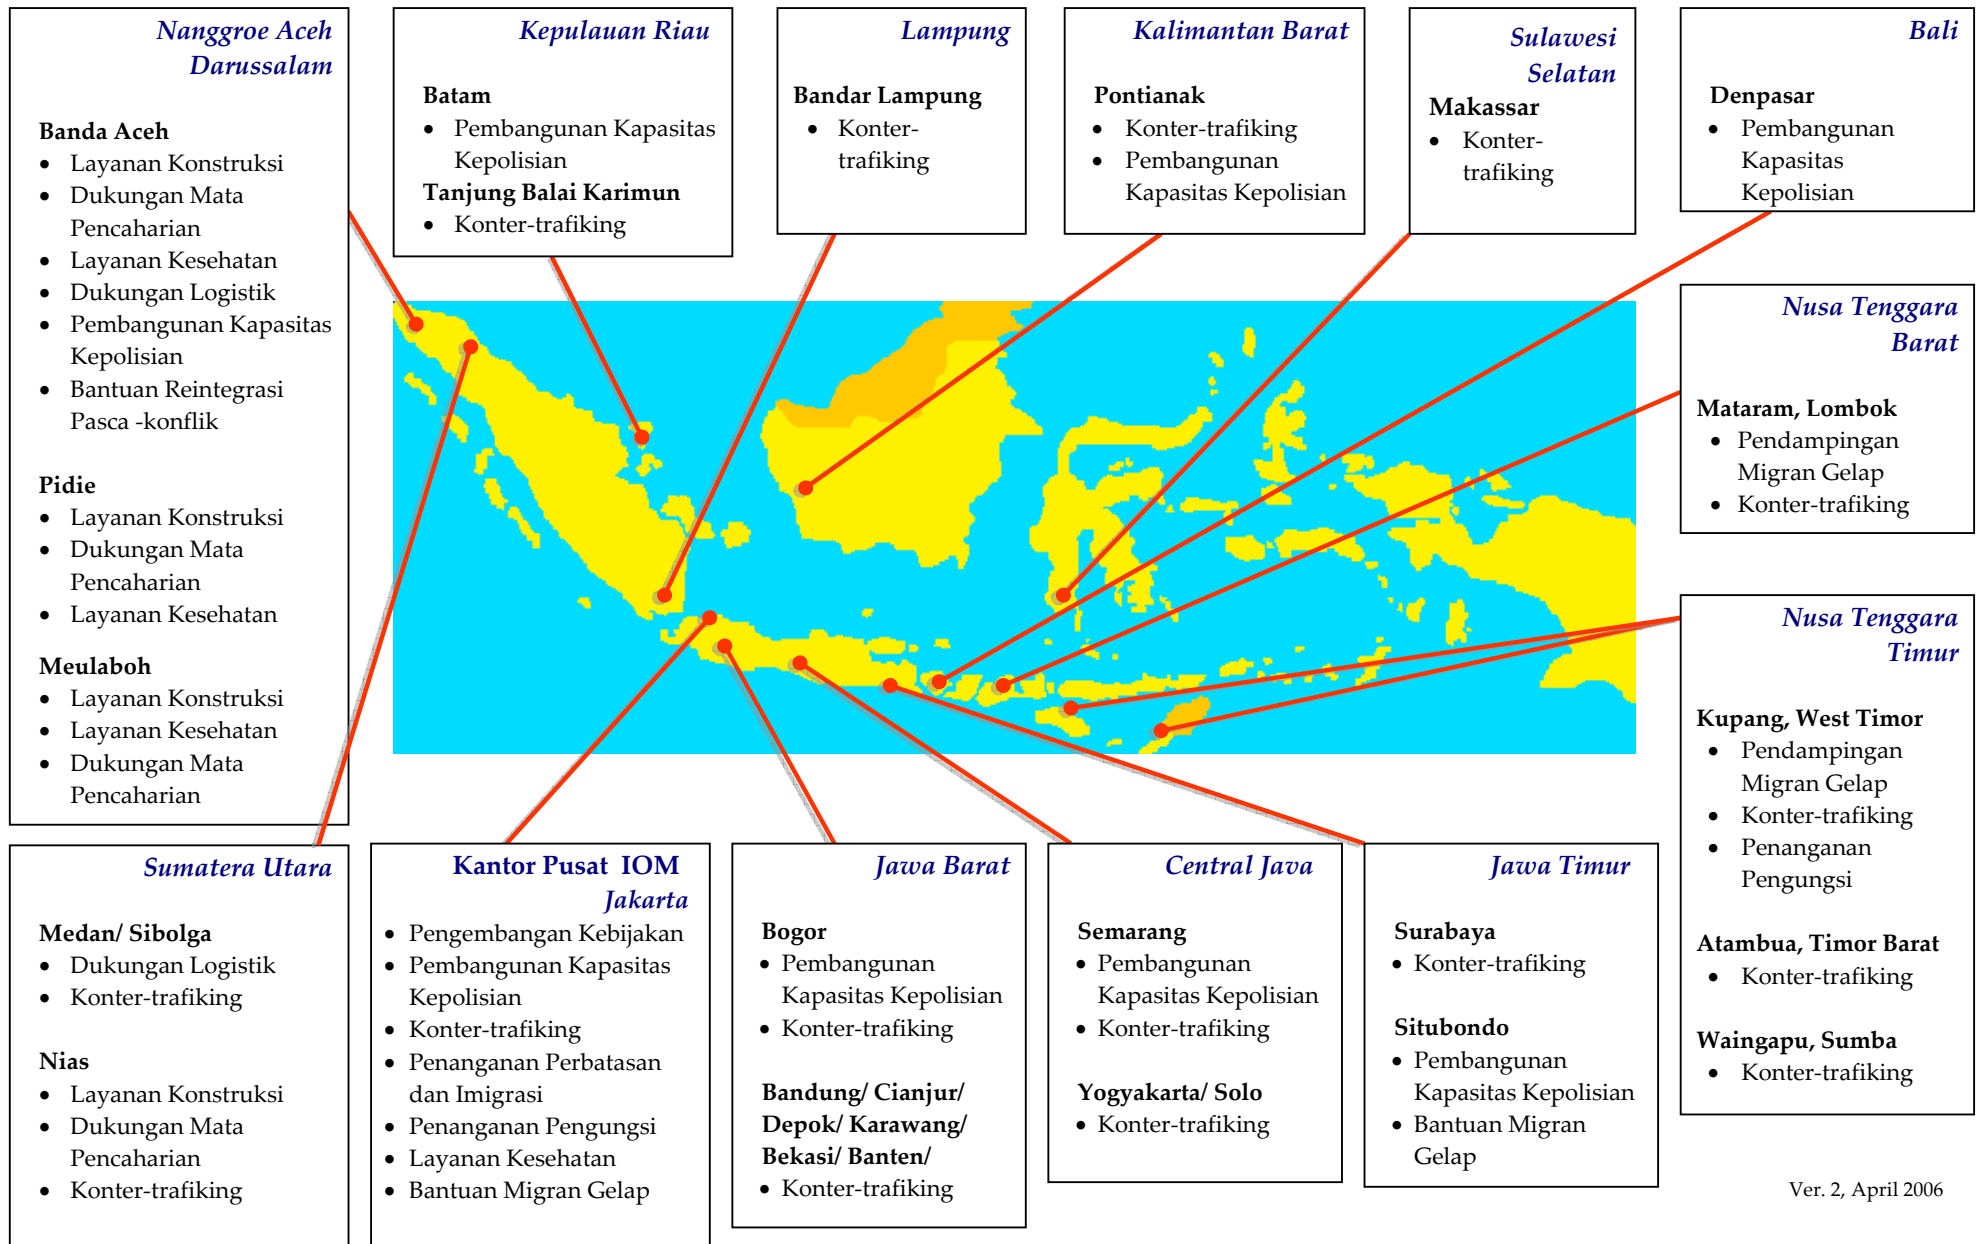 Nanggroe Aceh
Darussalam
Banda Aceh
• Layanan Konstruksi
• Dukungan Mata
Pencaharian
• Layanan Kesehatan
• Dukungan Logistik
• Pembangunan Kapasitas
Kepolisian
• Bantuan Reintegrasi
Pasca -konflik
Pidie
• Layanan Konstruksi
• Dukungan Mata
Pencaharian
• Layanan Kesehatan
Meulaboh
• Layanan Konstruksi
• Layanan Kesehatan
• Dukungan Mata
Pencaharian
Kepulauan Riau
Batam
• Pembangunan Kapasitas
Kepolisian
Tanjung Balai Karimun
• Konter-trafiking
Lampung
Bandar Lampung
• Konter-
trafiking
Kalimantan Barat
Pontianak
• Konter-trafiking
• Pembangunan
Kapasitas Kepolisian
Sulawesi
Selatan
Makassar
• Konter-
trafiking
Bali
Denpasar
• Pembangunan
Kapasitas
Kepolisian
Nusa Tenggara
Barat
Mataram, Lombok
• Pendampingan
Migran Gelap
• Konter-trafiking
Nusa Tenggara
Timur
Kupang, West Timor
• Pendampingan
Migran Gelap
• Konter-trafiking
• Penanganan
Pengungsi
Atambua, Timor Barat
• Konter-trafiking
Waingapu, Sumba
• Konter-trafiking
Sumatera Utara
Medan/ Sibolga
• Dukungan Logistik
• Konter-trafiking
Nias
• Layanan Konstruksi
• Dukungan Mata
Pencaharian
• Konter-trafiking
Kantor Pusat IOM
Jakarta
• Pengembangan Kebijakan
• Pembangunan Kapasitas
Kepolisian
• Konter-trafiking
• Penanganan Perbatasan
dan Imigrasi
• Penanganan Pengungsi
• Layanan Kesehatan
• Bantuan Migran Gelap
Jawa Barat
Bogor
• Pembangunan
Kapasitas Kepolisian
• Konter-trafiking
Bandung/ Cianjur/
Depok/ Karawang/
Bekasi/ Banten/
• Konter-trafiking
Central Java
Semarang
• Pembangunan
Kapasitas Kepolisian
• Konter-trafiking
Yogyakarta/ Solo
• Konter-trafiking
Jawa Timur
Surabaya
• Konter-trafiking
Situbondo
• Pembangunan
Kapasitas Kepolisian
• Bantuan Migran
Gelap
Ver. 2, April 2006